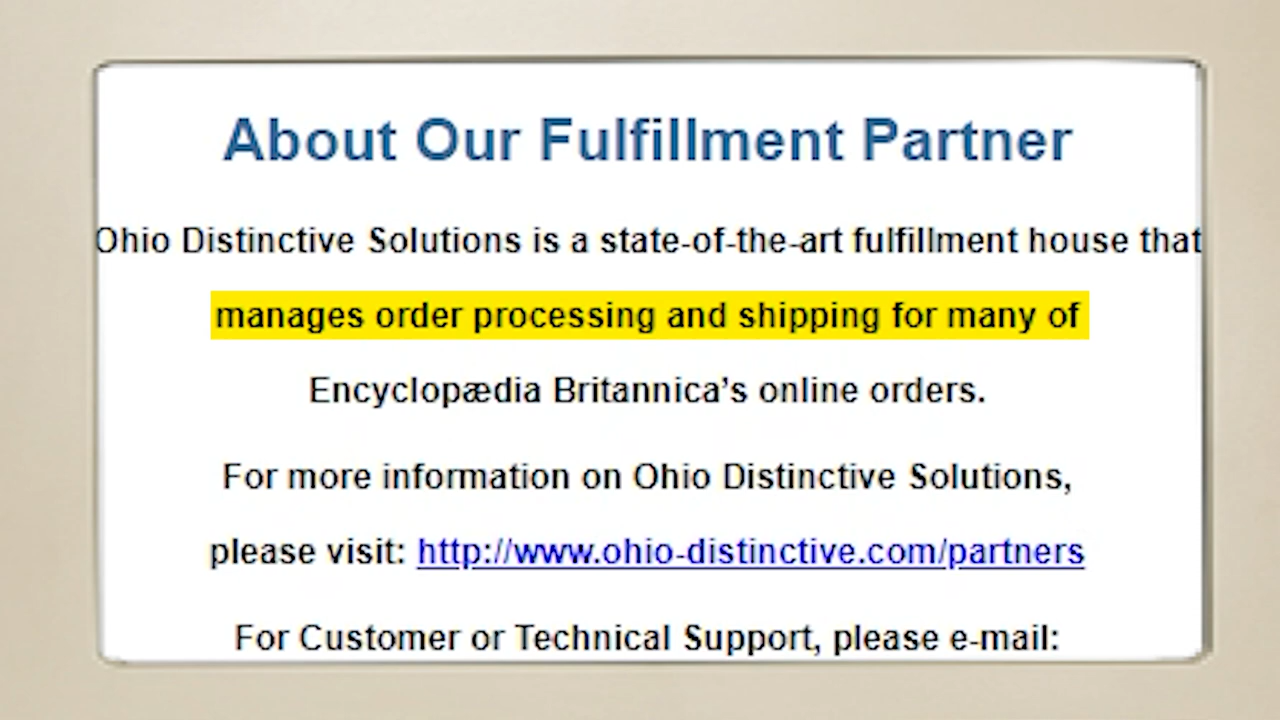 About Our Fulfillment Partner
Ohio Distinctive Solutions is a state-of-the-art fulfillment house that
manages order processing and shipping for many of
Encyclopædia Britannica’s online orders.
For more information on Ohio Distinctive Solutions,
please visit: http://www.ohio-distinctive.com/partners
For Customer or Technical Support, please e-mail: